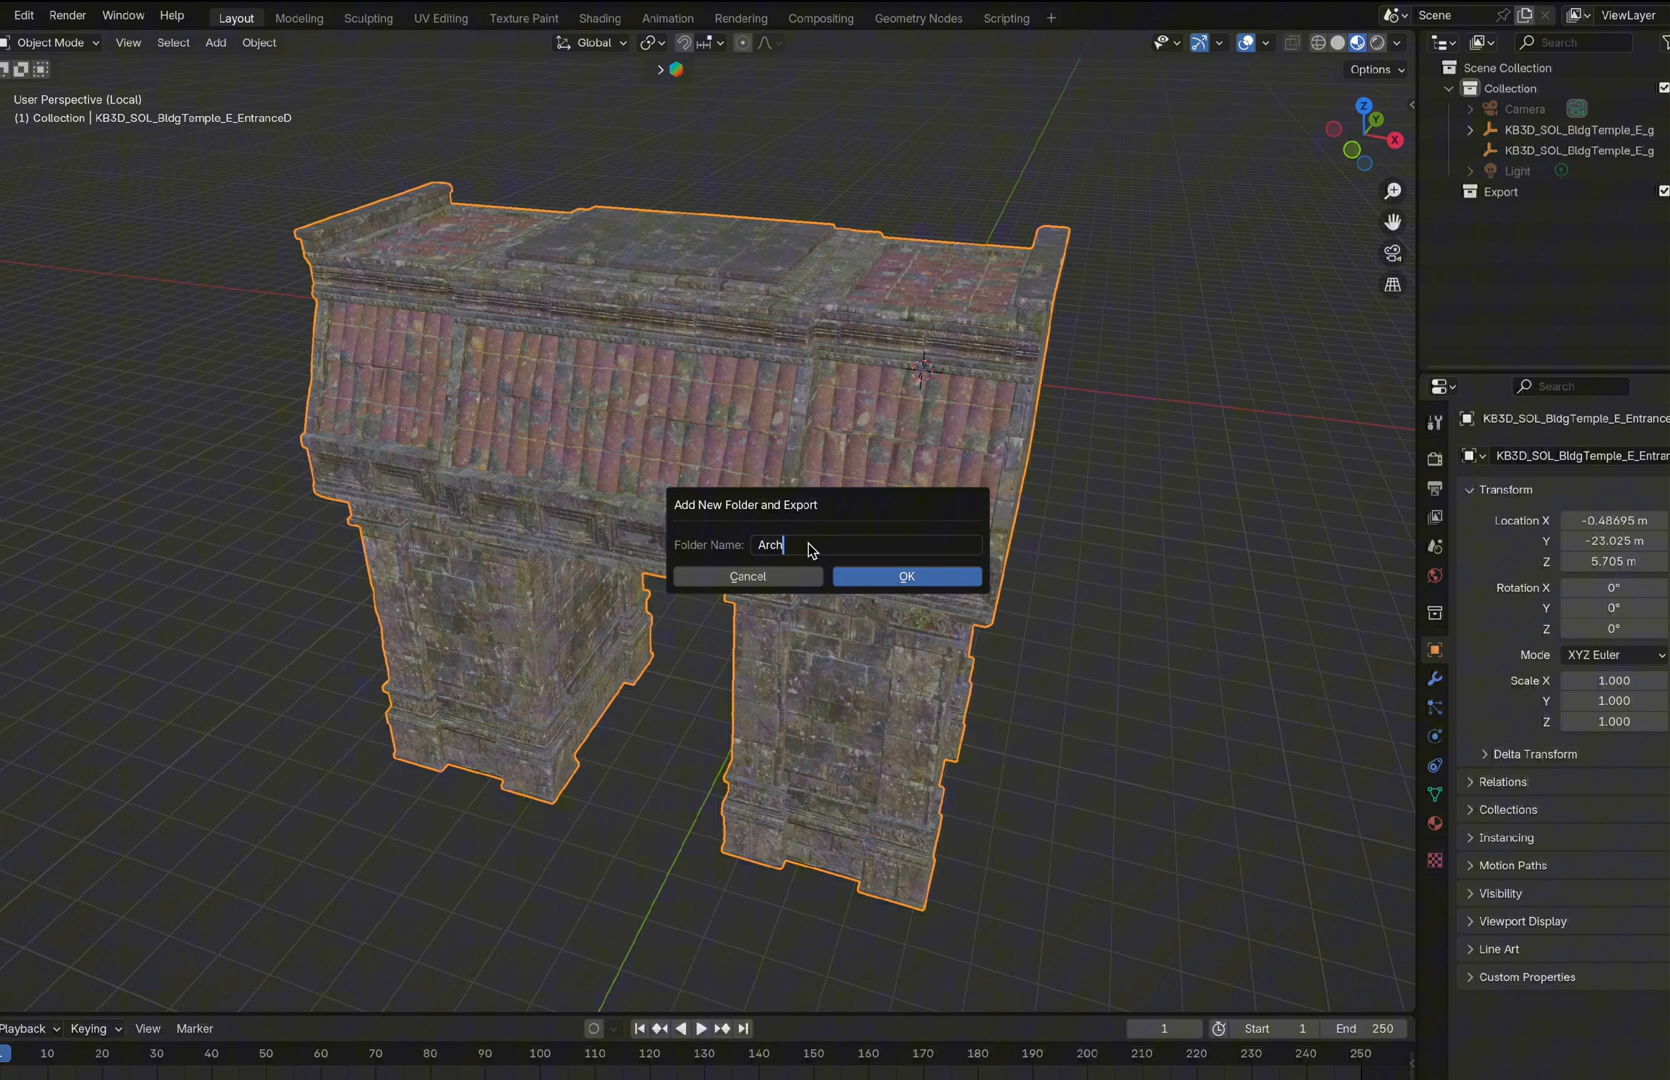 Edit Render Window Help Layout Modeling Sculpting UV Editing Texture Paint Shading Animation Rendering Compositing Geometry Nodes Scripting + Scene ViewLayer
Object Mode View Select Add Object Global Search
Options
User Perspective (Local)
(1) Collection | KB3D_SOL_BldgTemple_E_EntranceD
Z
Y
X
Scene Collection
Collection
Camera
KB3D_SOL_BldgTemple_E_g
KB3D_SOL_BldgTemple_E_g
Light
Export
Add New Folder and Export
Folder Name: Arch
Cancel OK
Search
KB3D_SOL_BldgTemple_E_Entrance
KB3D_SOL_BldgTemple_E_Entrar
Transform
Location X -0.48695 m
Y -23.025 m
Z 5.705 m
Rotation X 0°
Y 0°
Z 0°
Mode XYZ Euler
Scale X 1.000
Y 1.000
Z 1.000
Delta Transform
Relations
Collections
Instancing
Motion Paths
Visibility
Viewport Display
Line Art
Custom Properties
Playback Keying View Marker 1 Start 1 End 250
10 20 30 40 50 60 70 80 90 100 110 120 130 140 150 160 170 180 190 200 210 220 230 240 250